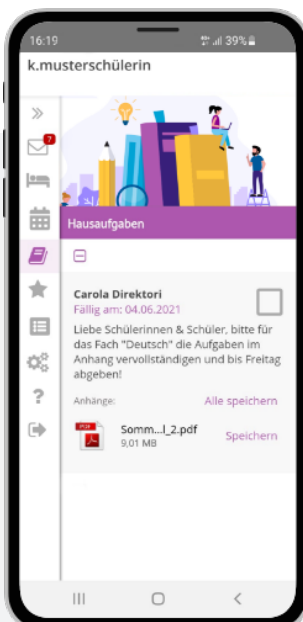 16:19
39%
k.musterschülerin
?
Hausaufgaben
Carola Direktori
Fällig am: 04.06.2021
Liebe Schülerinnen & Schüler, bitte für
das Fach "Deutsch" die Aufgaben im
Anhang vervollständigen und bis Freitag
abgeben!
Anhänge:
Alle speichern
PDF
Somm...l_2.pdf
9,01 MB
Speichern
?